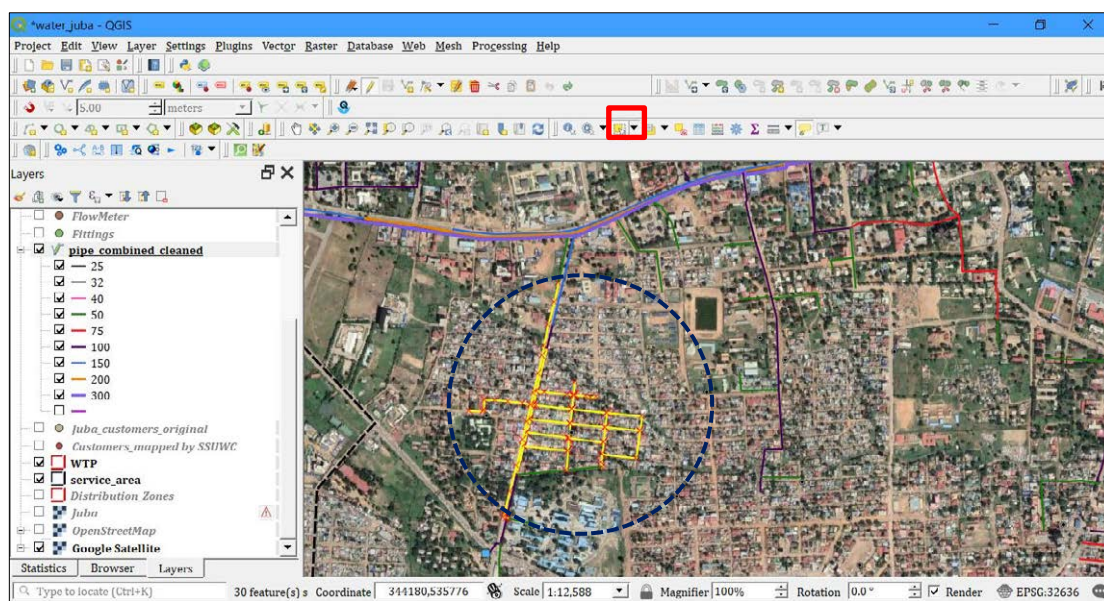 *water_juba - QGIS
Project Edit View Layer Settings Plugins Vector Raster Database Web Mesh Processing Help
5.00 meters
Layers
FlowMeter
Fittings
pipe_combined_cleaned
25
32
40
50
75
100
150
200
300
Juba_customers_original
Customers_mapped by SSUWC
WTP
service_area
Distribution Zones
Juba
OpenStreetMap
Google Satellite
Statistics Browser Layers
Type to locate (Ctrl+K) 30 feature(s) s Coordinate 344180,535776 Scale 1:12,588 Magnifier 100% Rotation 0.0 ° Render EPSG:32636